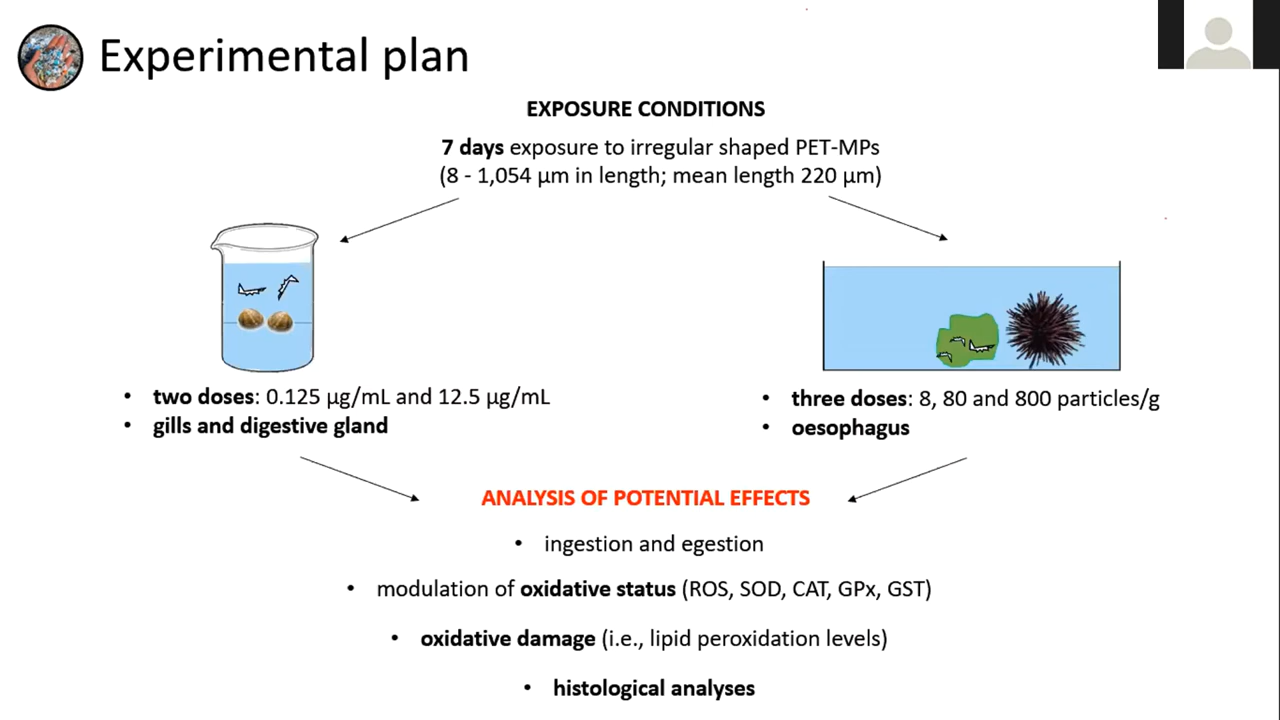 Experimental plan
EXPOSURE CONDITIONS
7 days exposure to irregular shaped PET-MPs
(8 - 1,054 µm in length; mean length 220 µm)
• two doses: 0.125 µg/mL and 12.5 µg/mL
• gills and digestive gland
• three doses: 8, 80 and 800 particles/g
• oesophagus
ANALYSIS OF POTENTIAL EFFECTS
• ingestion and egestion
• modulation of oxidative status (ROS, SOD, CAT, GPx, GST)
• oxidative damage (i.e., lipid peroxidation levels)
• histological analyses